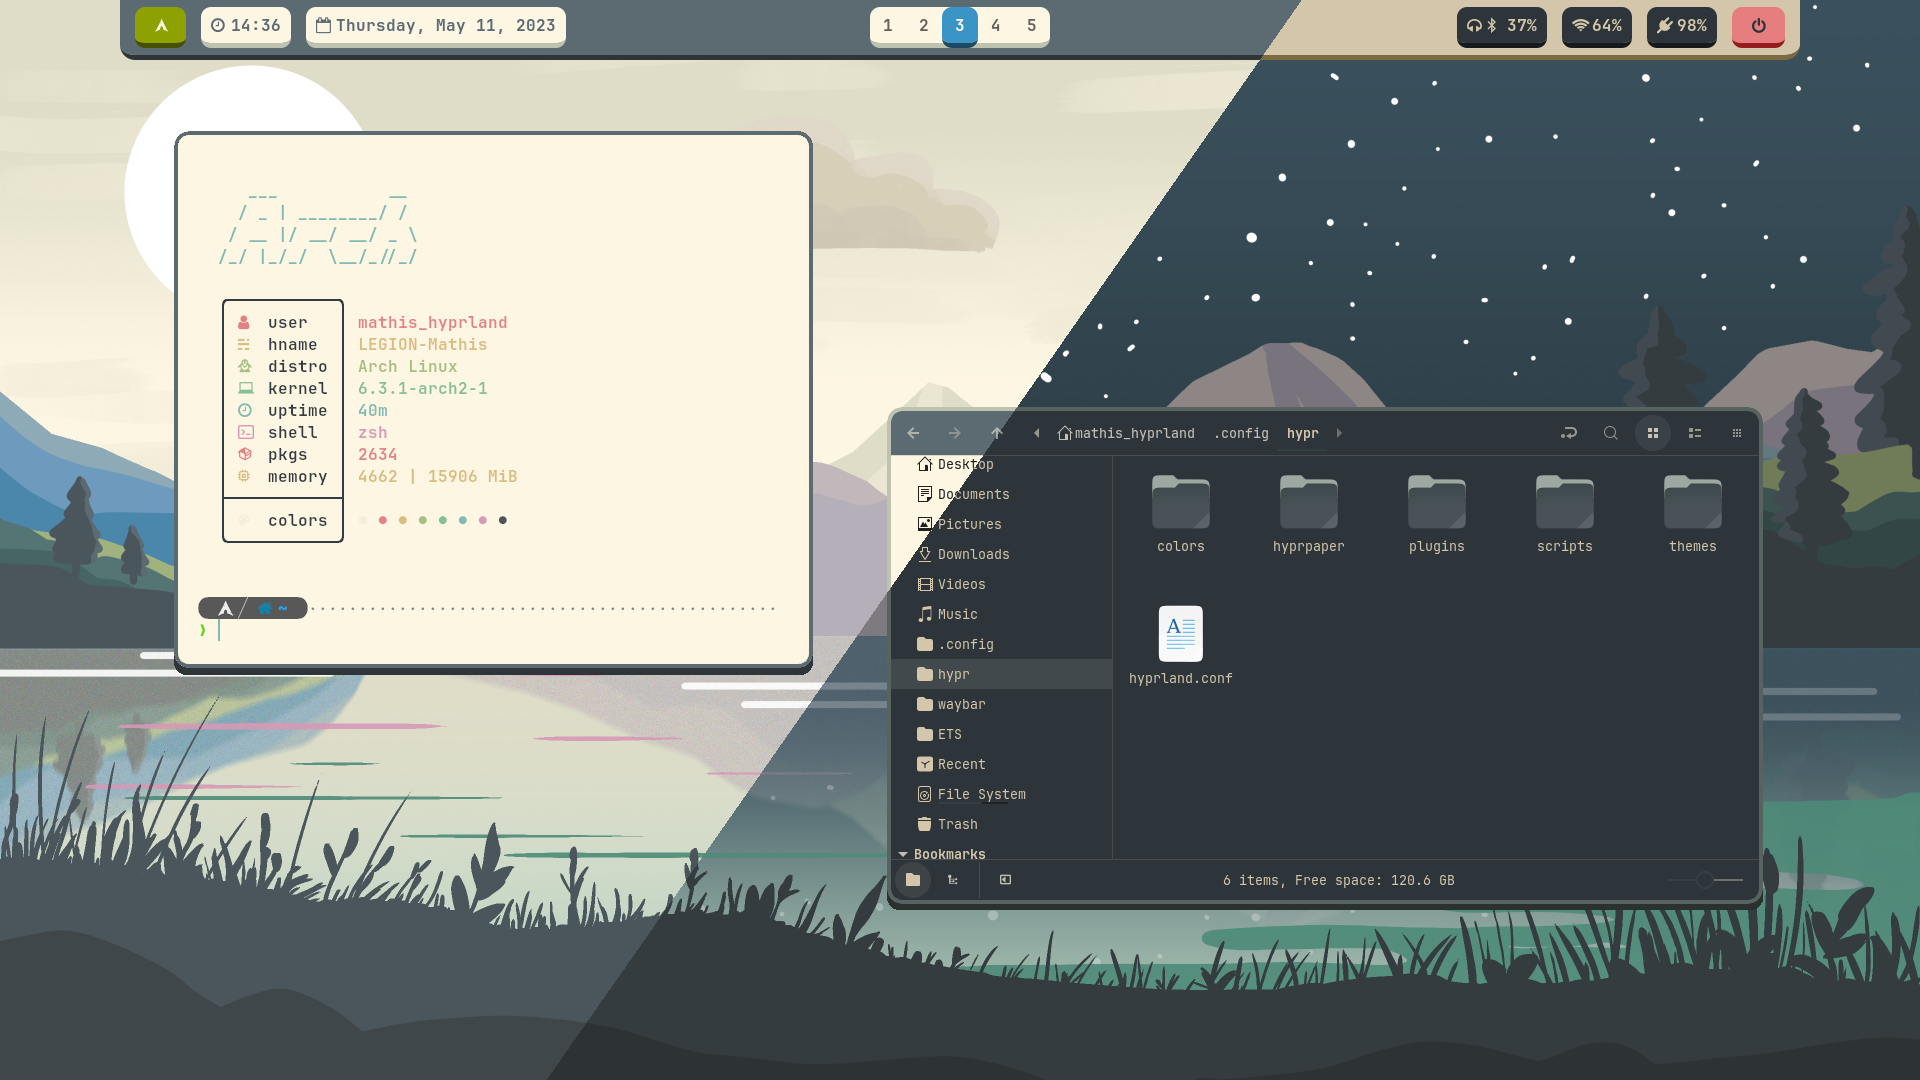 14:36
Thursday, May 11, 2023
1 2 3 4 5
37%
64%
98%
Arch
user mathis_hyprland
hname LEGION-Mathis
distro Arch Linux
kernel 6.3.1-arch2-1
uptime 40m
shell zsh
pkgs 2634
memory 4662 | 15906 MiB
colors
~
❯
mathis_hyprland .config hypr
Desktop
Documents
Pictures
Downloads
Videos
Music
.config
hypr
waybar
ETS
Recent
File System
Trash
Bookmarks
colors
hyprpaper
plugins
scripts
themes
A
hyprland.conf
6 items, Free space: 120.6 GB